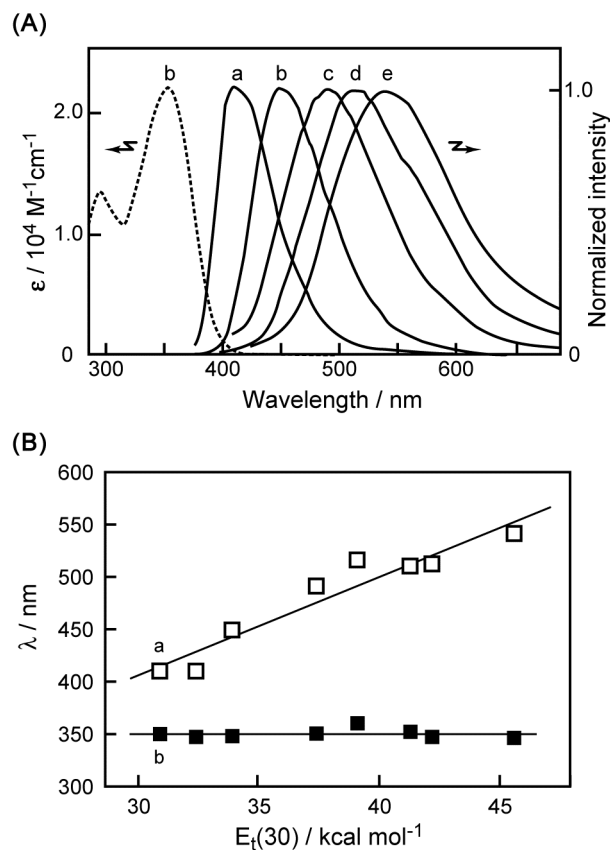 (A)
b a b c d e
2.0
1.0
0
ε / 10⁴ M⁻¹cm⁻¹
1.0
0
Normalized intensity
300 400 500 600
Wavelength / nm
(B)
600
550
500
450
400
350
300
λ / nm
a
b
30 35 40 45
Eₜ(30) / kcal mol⁻¹